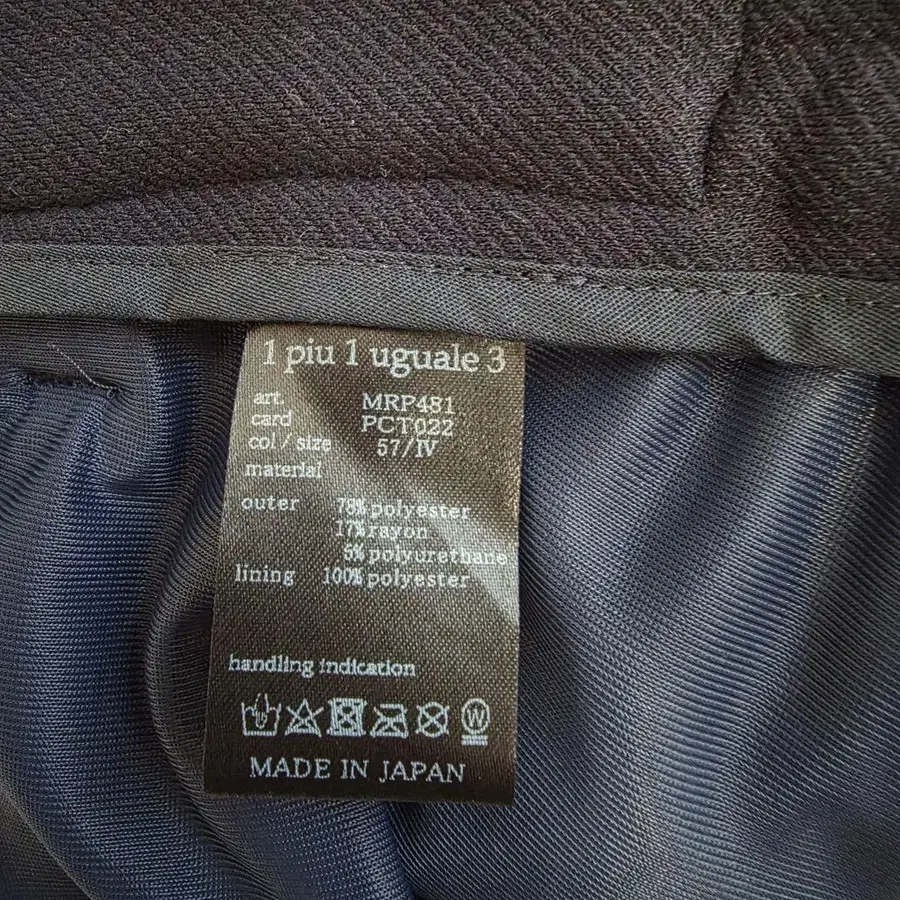 1 piu 1 uguale 3
art. MRP481
card PCT022
col / size 57/IV
material
outer 78% polyester
17% rayon
5% polyurethane
lining 100% polyester
handling indication
W
MADE IN JAPAN